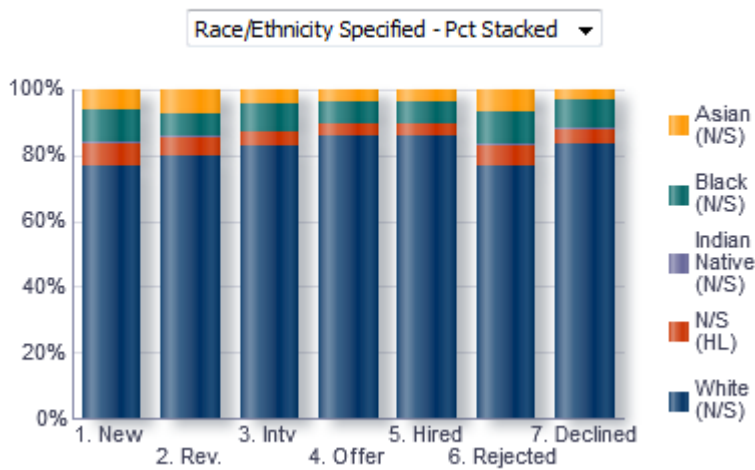 Race/Ethnicity Specified - Pct Stacked
100%
80%
60%
40%
20%
0%
1. New
2. Rev.
3. Intv
4. Offer
5. Hired
6. Rejected
7. Declined
Asian
(N/S)
Black
(N/S)
Indian
Native
(N/S)
N/S
(HL)
White
(N/S)